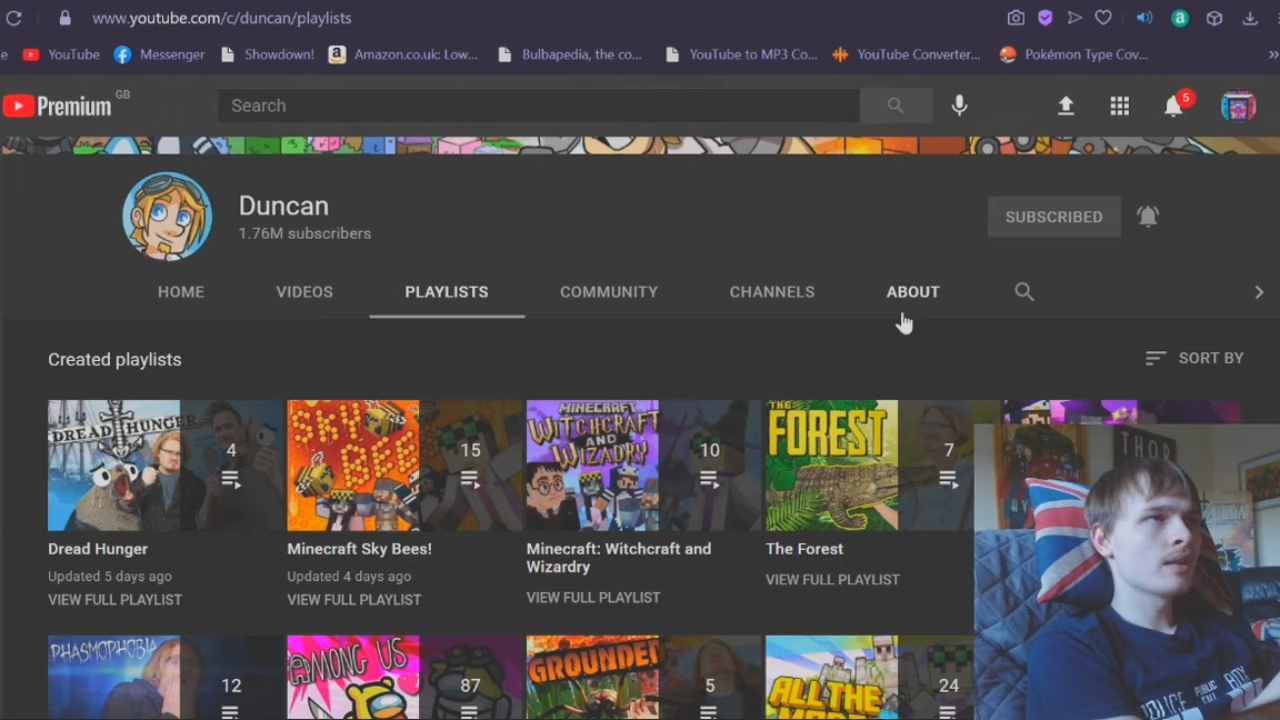 www.youtube.com/c/duncan/playlists
e YouTube Messenger Showdown! Amazon.co.uk: Low... Bulbapedia, the co... YouTube to MP3 Co... YouTube Converter... Pokémon Type Cov... »
Premium GB
Search
5
Duncan
1.76M subscribers
SUBSCRIBED
HOME VIDEOS PLAYLISTS COMMUNITY CHANNELS ABOUT
Created playlists
SORT BY
DREAD HUNGER
4
SKY BEES
15
MINECRAFT
WITCHCRAFT
AND
WIZADRY
10
THE
FOREST
7
THOR
Dread Hunger
Updated 5 days ago
VIEW FULL PLAYLIST
Minecraft Sky Bees!
Updated 4 days ago
VIEW FULL PLAYLIST
Minecraft: Witchcraft and
Wizardry
VIEW FULL PLAYLIST
The Forest
VIEW FULL PLAYLIST
PHASMOPHOBIA
12
AMONG US
87
GROUNDED
5
ALL THE
24
PUBLIC